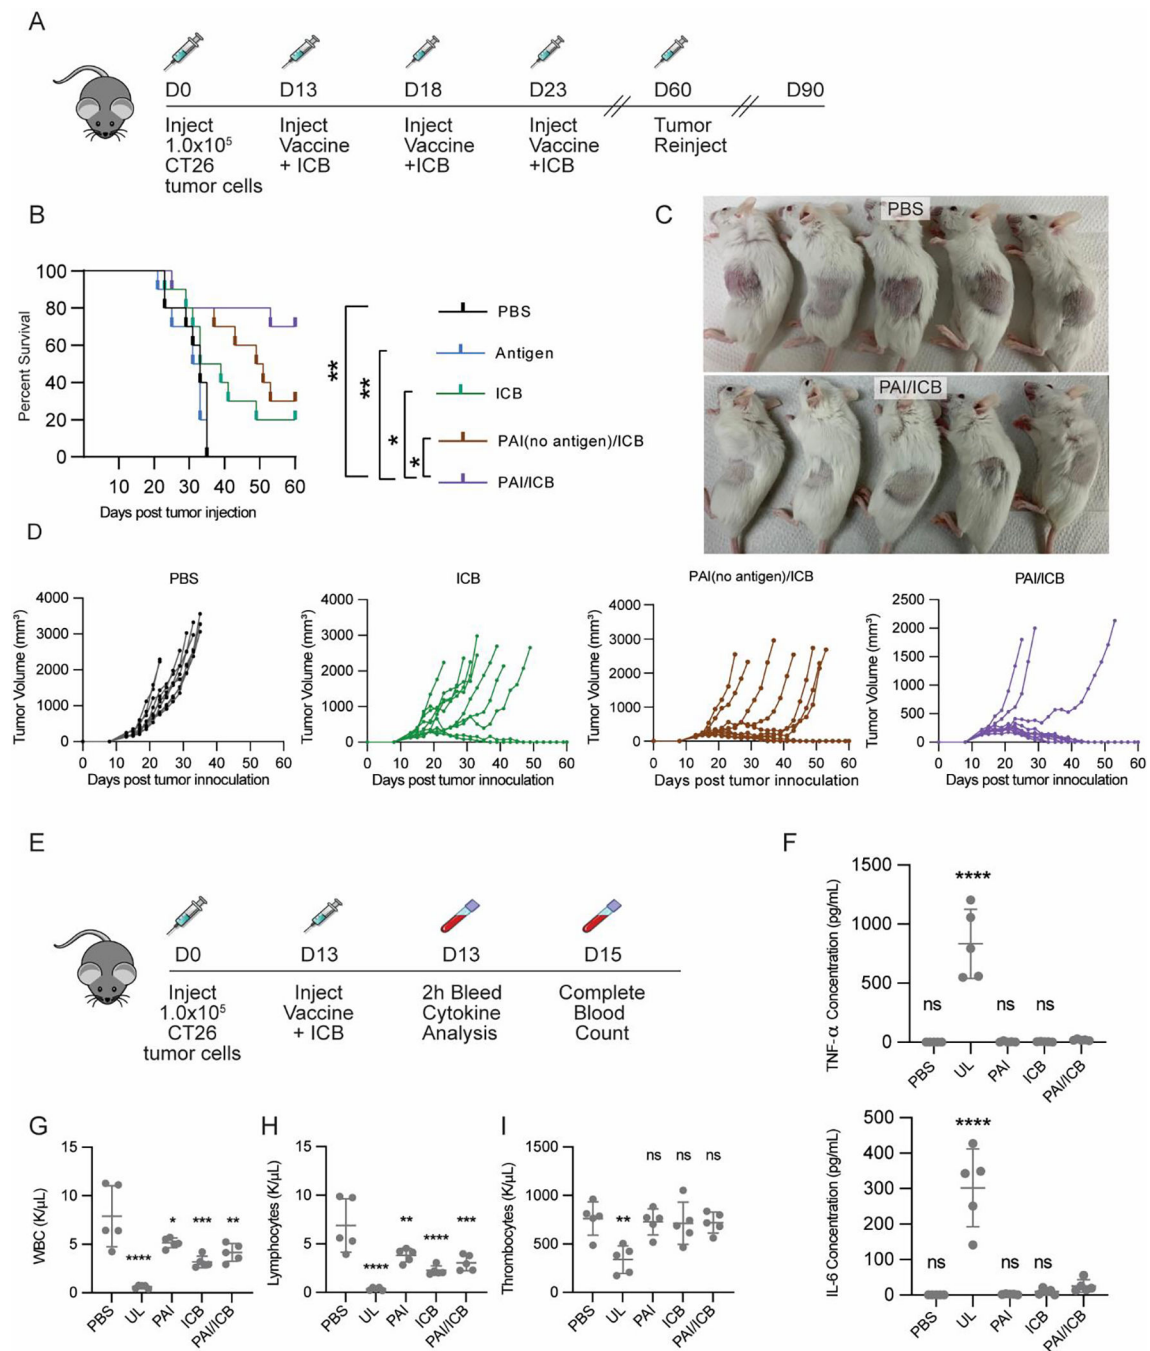 A
D0
D13
D18
D23
D60
D90
Inject
1.0x10⁵
CT26
tumor cells
Inject
Vaccine
+ ICB
Inject
Vaccine
+ICB
Inject
Vaccine
+ICB
Tumor
Reinject
B
Percent Survival
100
80
60
40
20
0
10 20 30 40 50 60
Days post tumor injection
**
**
*
*
PBS
Antigen
ICB
PAI(no antigen)/ICB
PAI/ICB
C
PBS
PAI/ICB
D
PBS
Tumor Volume (mm³)
4000
3000
2000
1000
0
0 10 20 30 40 50 60
Days post tumor innoculation
ICB
Tumor Volume (mm³)
4000
3000
2000
1000
0
0 10 20 30 40 50 60
Days post tumor innoculation
PAI(no antigen)/ICB
Tumor Volume (mm³)
4000
3000
2000
1000
0
0 10 20 30 40 50 60
Days post tumor innoculation
PAI/ICB
Tumor Volume (mm³)
2500
2000
1500
1000
500
0
0 10 20 30 40 50 60
Days post tumor innoculation
E
D0
D13
D13
D15
Inject
1.0x10⁵
CT26
tumor cells
Inject
Vaccine
+ ICB
2h Bleed
Cytokine
Analysis
Complete
Blood
Count
F
TNF-α Concentration (pg/mL)
1500
1000
500
0
ns
****
ns
ns
PBS
UL
PAI
ICB
PAI/ICB
IL-6 Concentration (pg/mL)
500
400
300
200
100
0
ns
****
ns
ns
PBS
UL
PAI
ICB
PAI/ICB
G
WBC (K/µL)
15
10
5
0
****
*
***
**
PBS
UL
PAI
ICB
PAI/ICB
H
Lymphocytes (K/µL)
15
10
5
0
****
**
****
***
PBS
UL
PAI
ICB
PAI/ICB
I
Thrombocytes (K/µL)
1500
1000
500
0
**
ns
ns
ns
PBS
UL
PAI
ICB
PAI/ICB